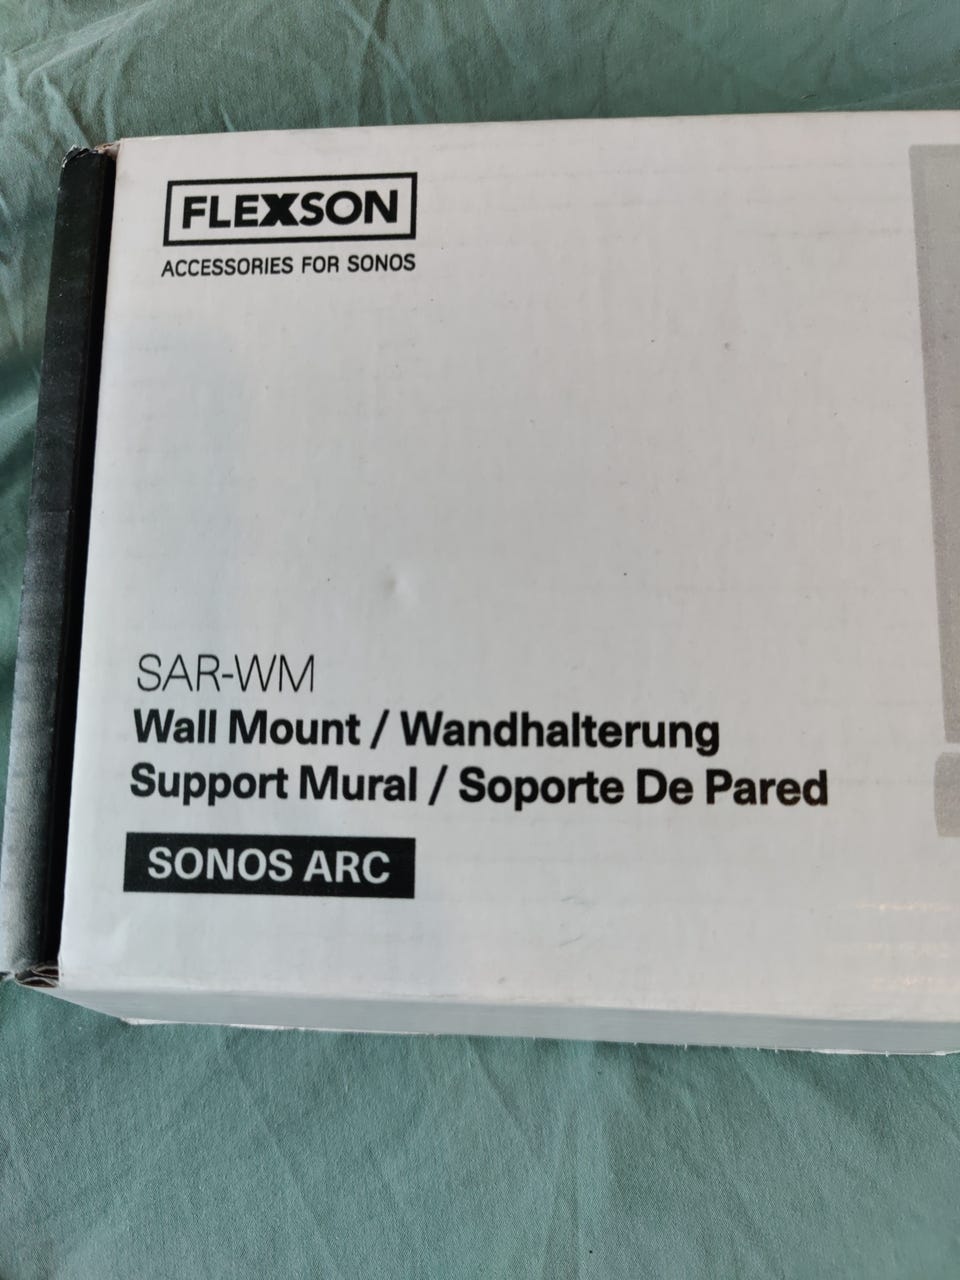 FLEXSON
ACCESSORIES FOR SONOS
SAR-WM
Wall Mount / Wandhalterung
Support Mural / Soporte De Pared
SONOS ARC